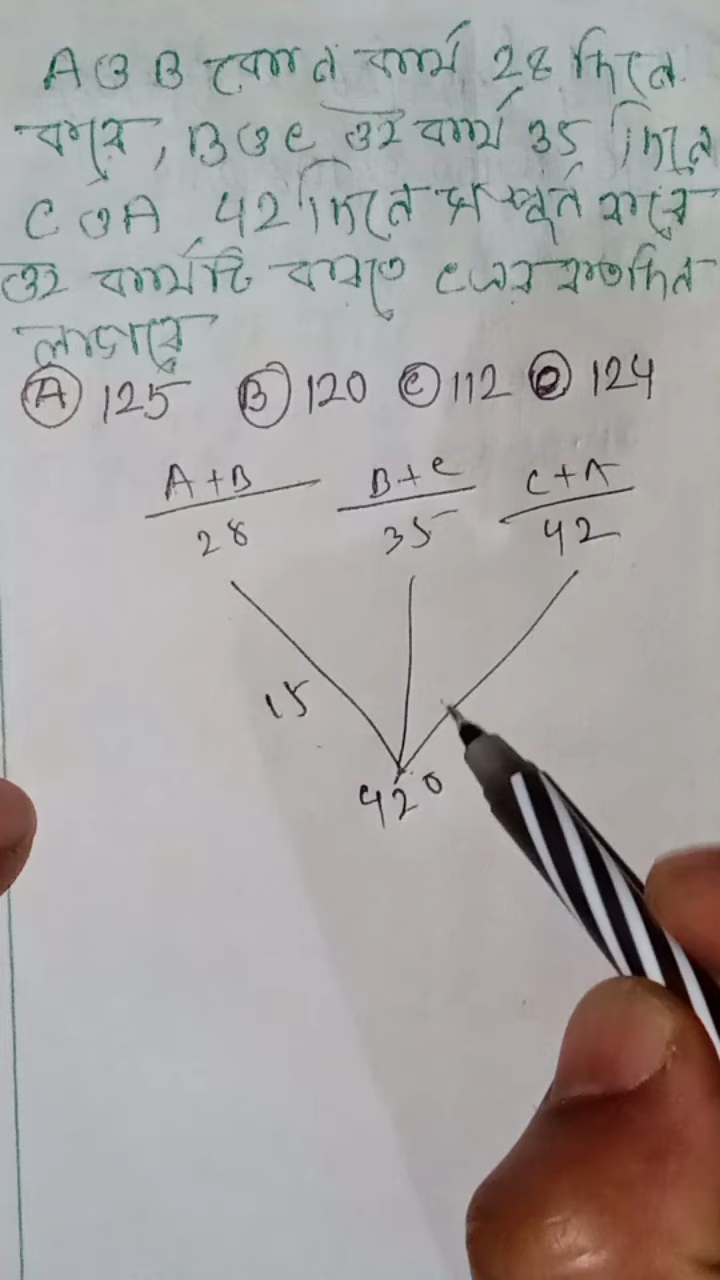 A ও B কোন কার্য 28 দিনে
করে, B ও C ওই কার্য 35 দিনে
C ও A 42 দিনে সম্পূর্ন করে
ওই কার্যটি করতে C এর কতদিন
লাগবে
(A) 125 (B) 120 (C) 112 (D) 124
A+B B+C C+A
28 35 42
15
420